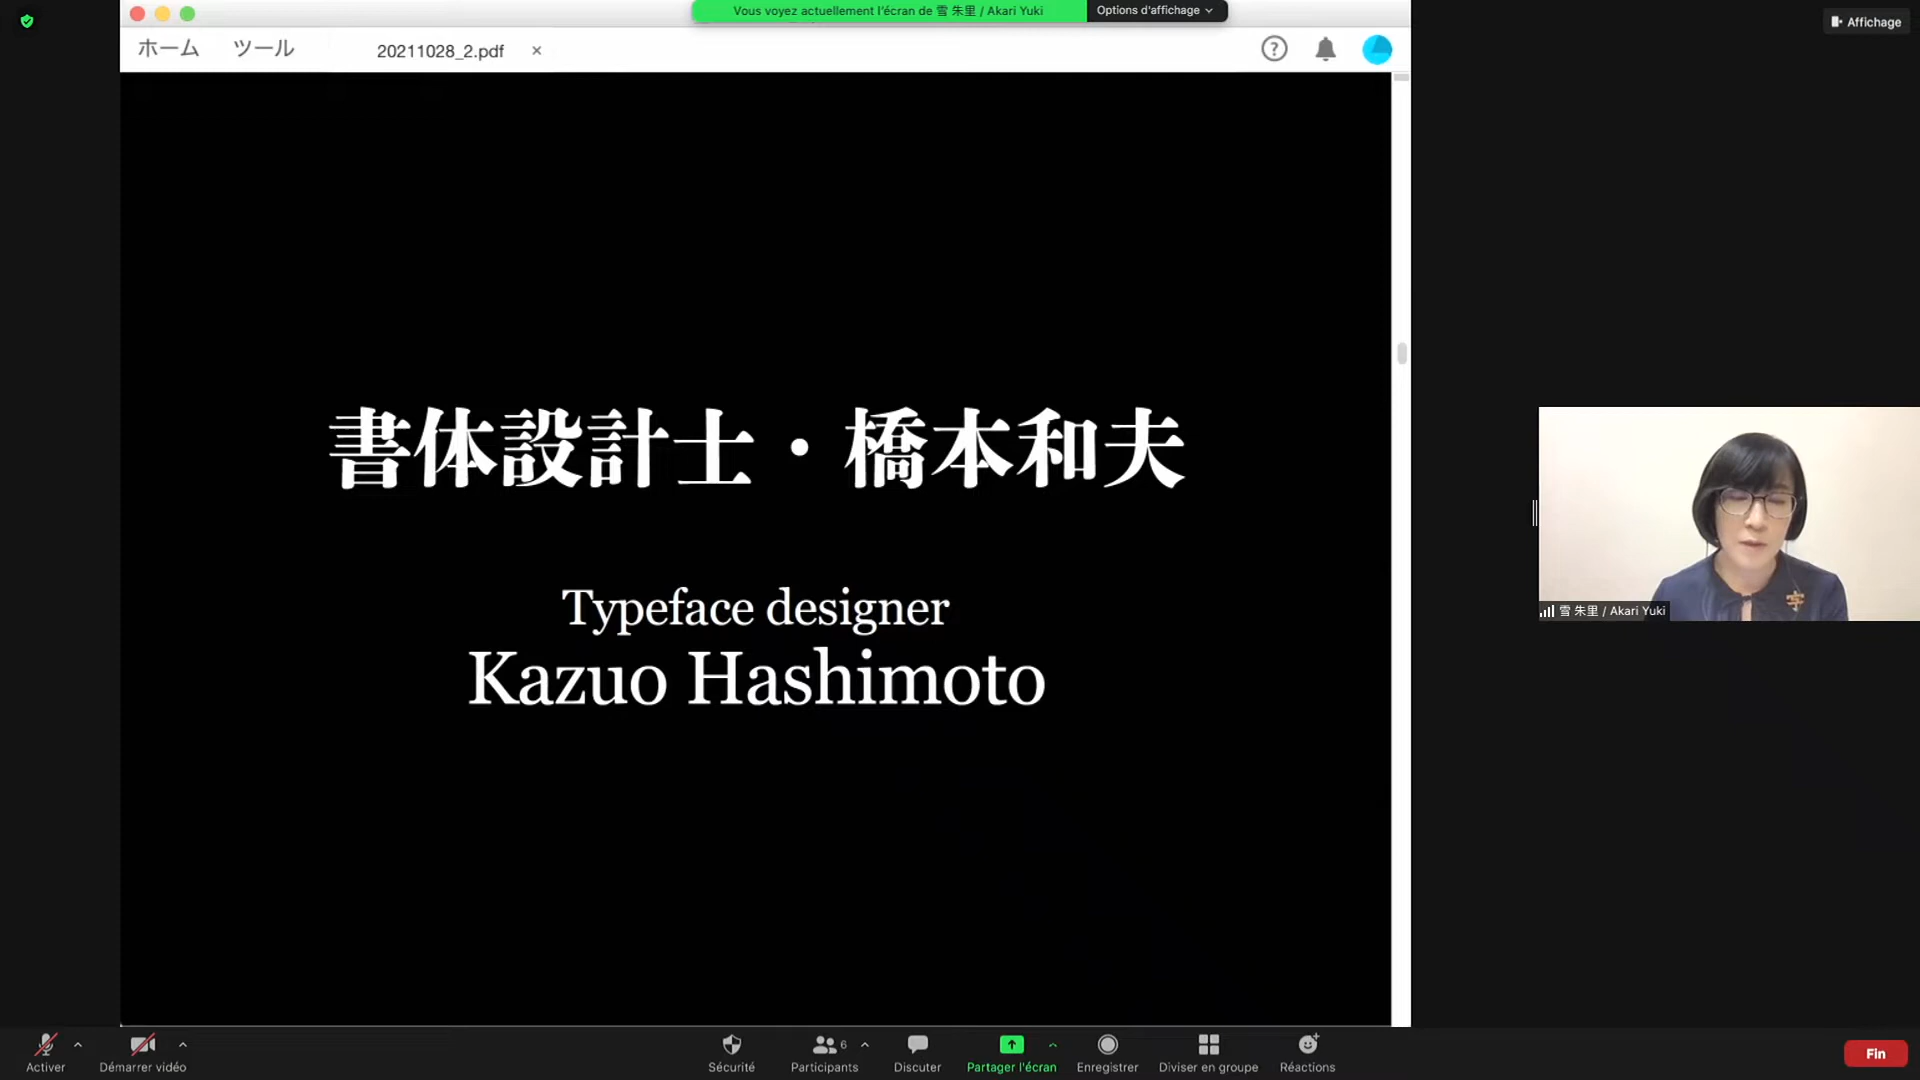 Vous voyez actuellement l'écran de 雪 朱里 / Akari Yuki
Options d'affichage
Affichage
ホーム ツール 20211028_2.pdf ×
書体設計士・橋本和夫
Typeface designer
Kazuo Hashimoto
雪 朱里 / Akari Yuki
Activer
Démarrer vidéo
Sécurité
Participants 6
Discuter
Partager l'écran
Enregistrer
Diviser en groupe
Réactions
Fin